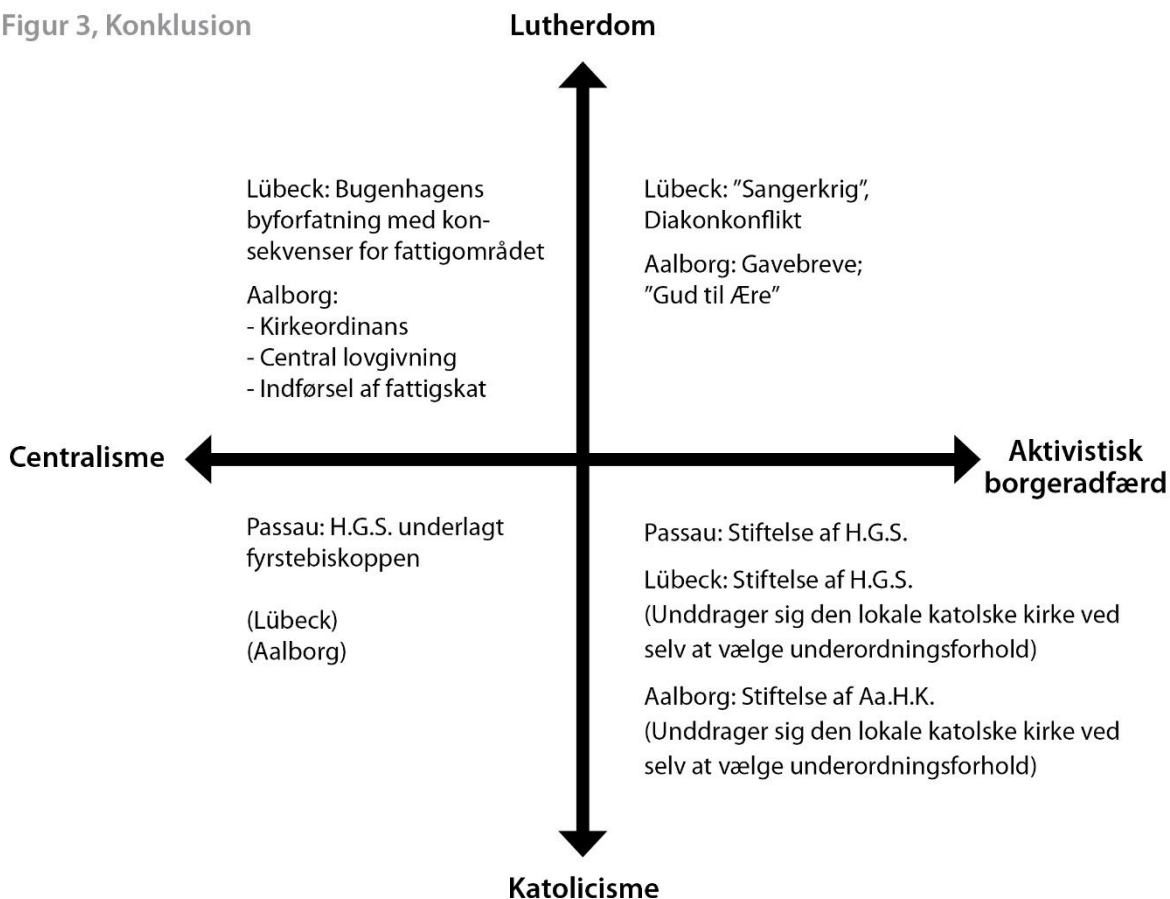 Figur 3, Konklusion
Lutherdom
Lübeck: Bugenhagens
byforfatning med kon-
sekvenser for fattigområdet
Aalborg:
- Kirkeordinans
- Central lovgivning
- Indførsel af fattigskat
Lübeck: ”Sangerkrig”,
Diakonkonflikt
Aalborg: Gavebreve;
”Gud til Ære”
Centralisme
Aktivistisk
borgeradfærd
Passau: H.G.S. underlagt
fyrstebiskoppen
(Lübeck)
(Aalborg)
Passau: Stiftelse af H.G.S.
Lübeck: Stiftelse af H.G.S.
(Unddrager sig den lokale katolske kirke ved
selv at vælge underordningsforhold)
Aalborg: Stiftelse af Aa.H.K.
(Unddrager sig den lokale katolske kirke ved
selv at vælge underordningsforhold)
Katolicisme